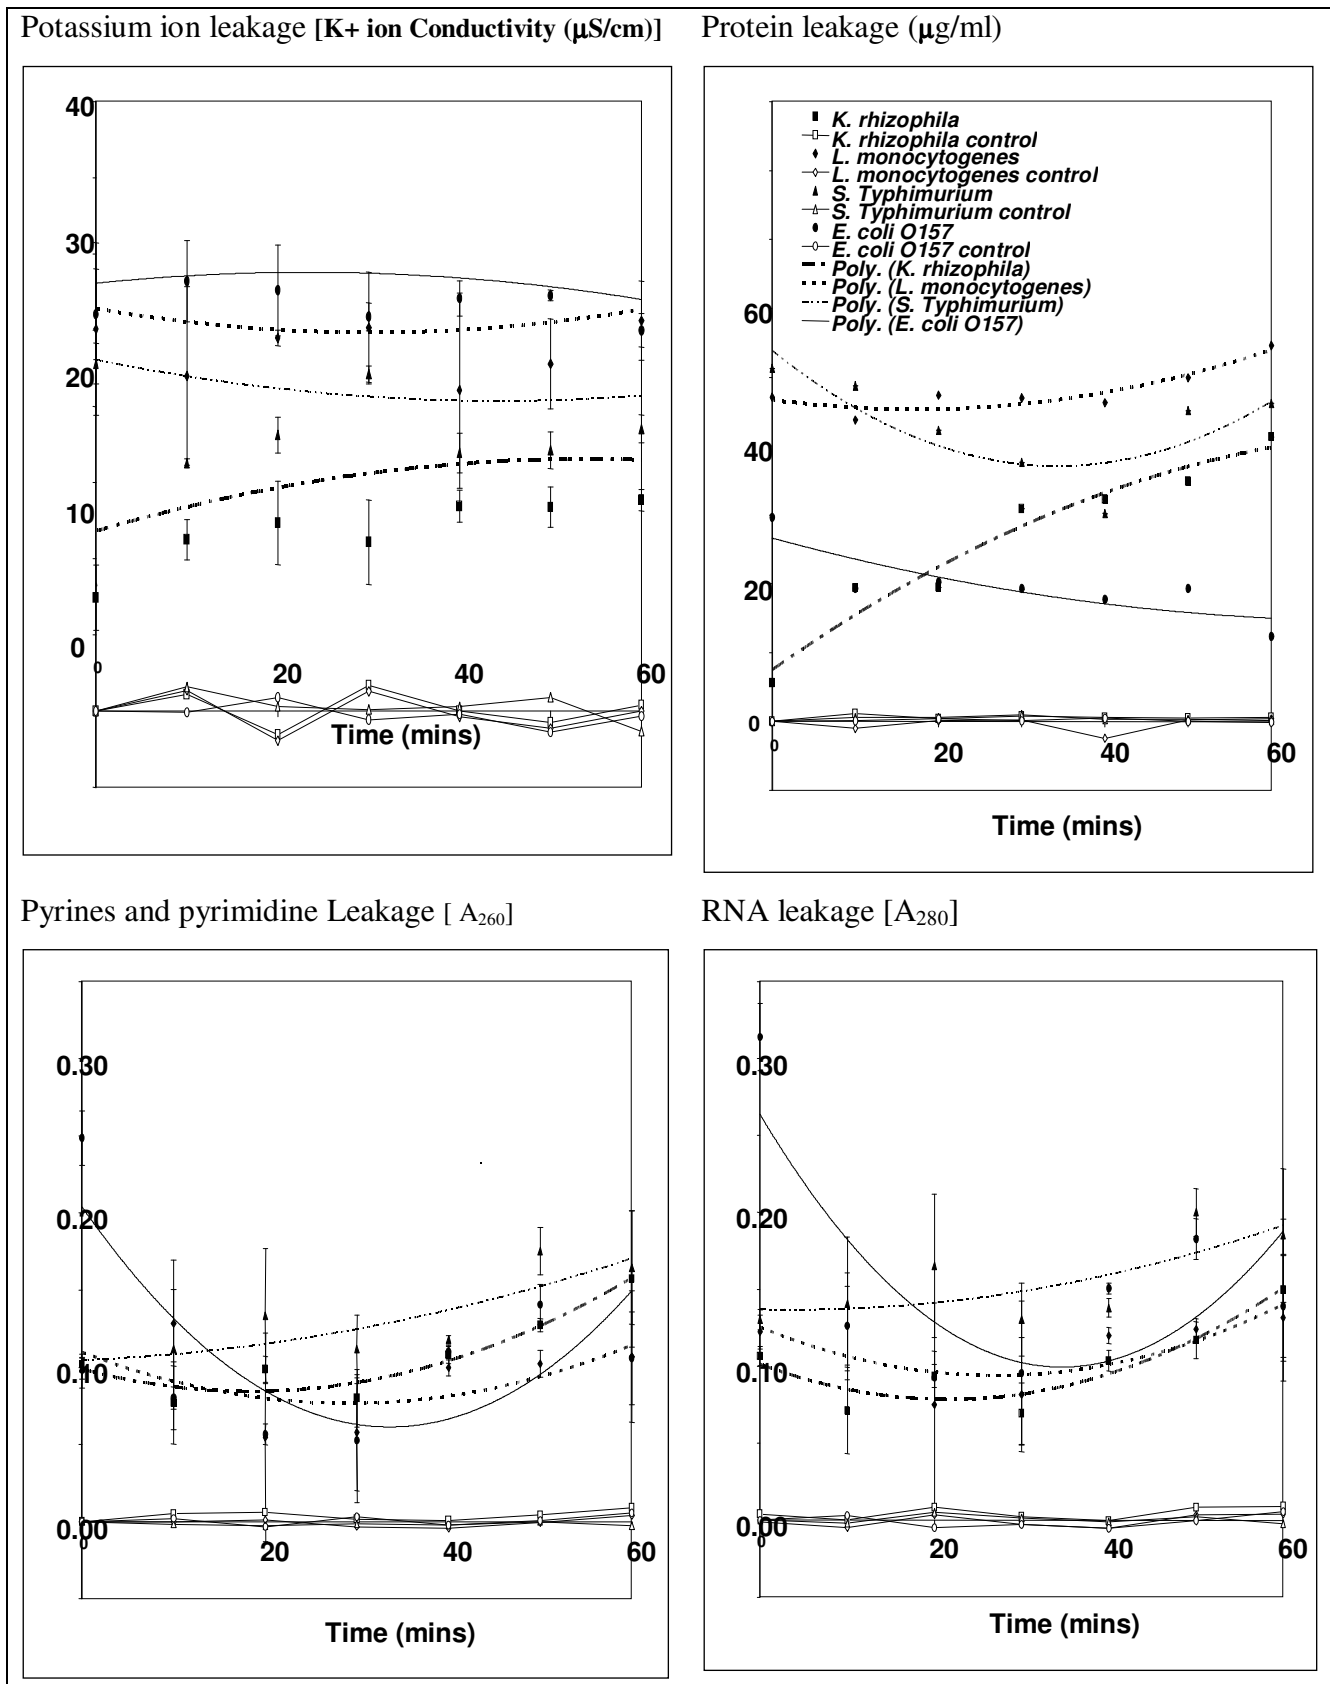 Potassium ion leakage [K+ ion Conductivity (µS/cm)]
40
30
20
10
0
0
20
40
60
Time (mins)
Protein leakage (µg/ml)
K. rhizophila
K. rhizophila control
L. monocytogenes
L. monocytogenes control
S. Typhimurium
S. Typhimurium control
E. coli O157
E. coli O157 control
Poly. (K. rhizophila)
Poly. (L. monocytogenes)
Poly. (S. Typhimurium)
Poly. (E. coli O157)
60
40
20
0
0
20
40
60
Time (mins)
Pyrines and pyrimidine Leakage [ A260]
0.30
0.20
0.10
0.00
0
20
40
60
Time (mins)
RNA leakage [A280]
0.30
0.20
0.10
0.00
0
20
40
60
Time (mins)